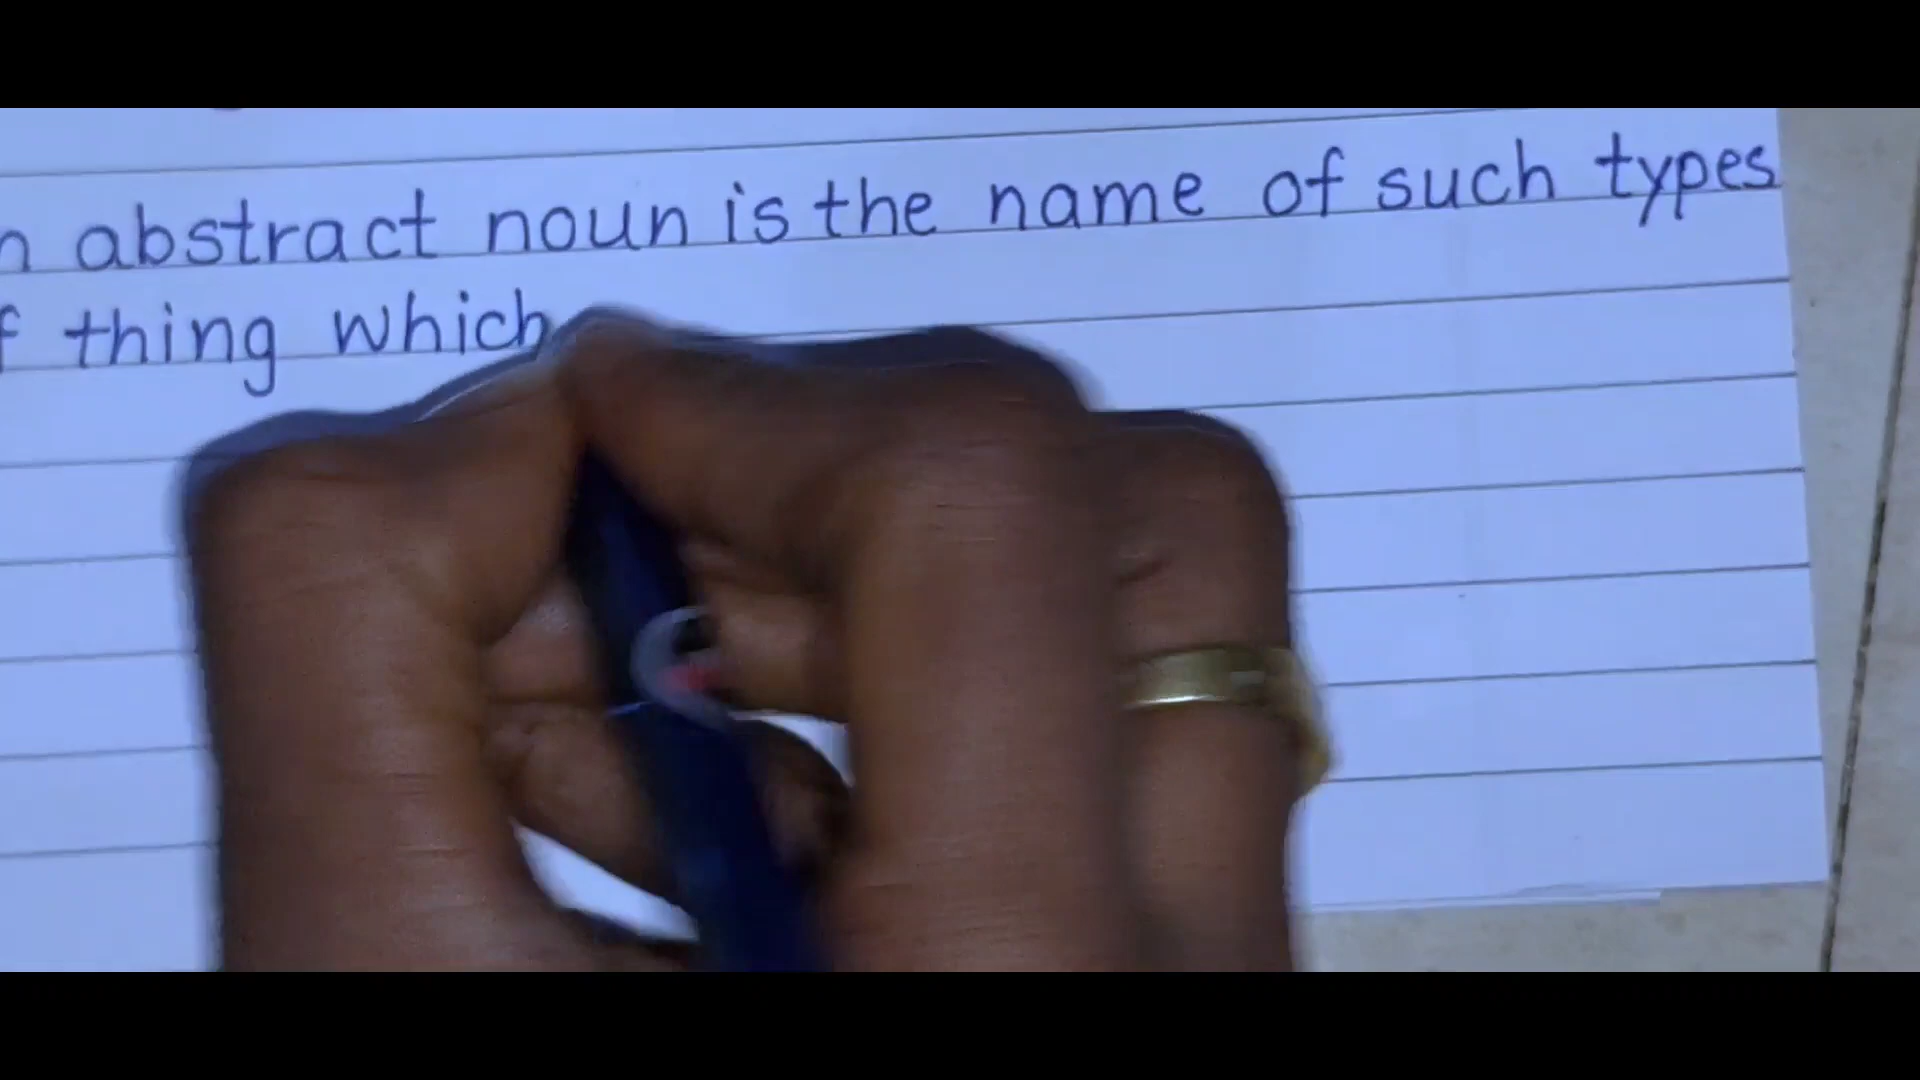 n abstract noun is the name of such types
f thing which